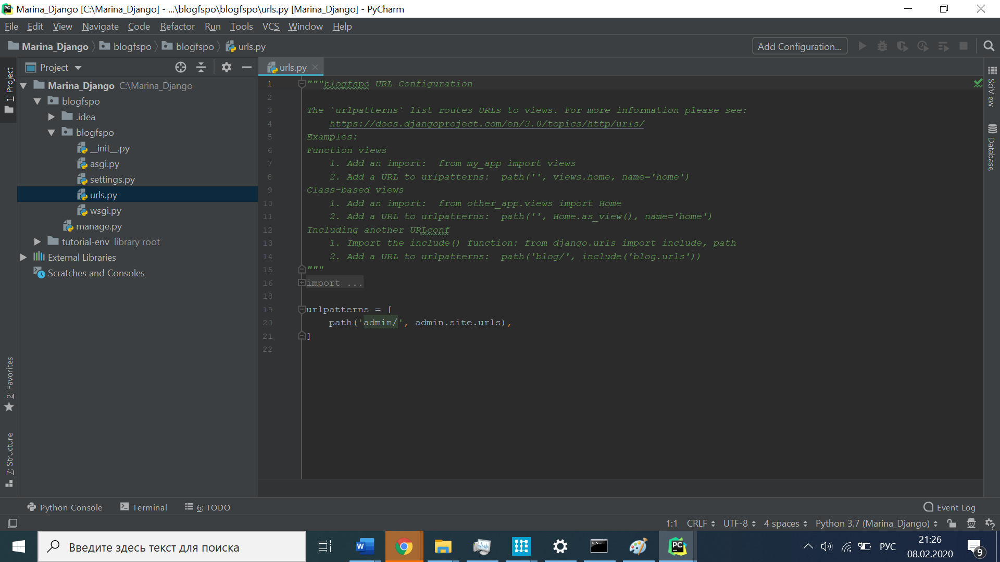 Marina_Django [C:\Marina_Django] - ...\blogfspo\blogfspo\urls.py [Marina_Django] - PyCharm
File Edit View Navigate Code Refactor Run Tools VCS Window Help
Marina_Django blogfspo blogfspo urls.py Add Configuration...
Project
urls.py
1: Project
Marina_Django C:\Marina_Django
blogfspo
.idea
blogfspo
__init__.py
asgi.py
settings.py
urls.py
wsgi.py
manage.py
tutorial-env library root
External Libraries
Scratches and Consoles
2: Favorites
7: Structure
1 """blogfspo URL Configuration
2
3 The `urlpatterns` list routes URLs to views. For more information please see:
4 https://docs.djangoproject.com/en/3.0/topics/http/urls/
5 Examples:
6 Function views
7 1. Add an import:  from my_app import views
8 2. Add a URL to urlpatterns:  path('', views.home, name='home')
9 Class-based views
10 1. Add an import:  from other_app.views import Home
11 2. Add a URL to urlpatterns:  path('', Home.as_view(), name='home')
12 Including another URLconf
13 1. Import the include() function: from django.urls import include, path
14 2. Add a URL to urlpatterns:  path('blog/', include('blog.urls'))
15 """
16 import ...
18
19 urlpatterns = [
20 path('admin/', admin.site.urls),
21 ]
22
SciView
Database
Python Console Terminal 6: TODO Event Log
1:1 CRLF UTF-8 4 spaces Python 3.7 (Marina_Django)
Введите здесь текст для поиска
W
C:\.
PC
РУС
21:26
08.02.2020
9